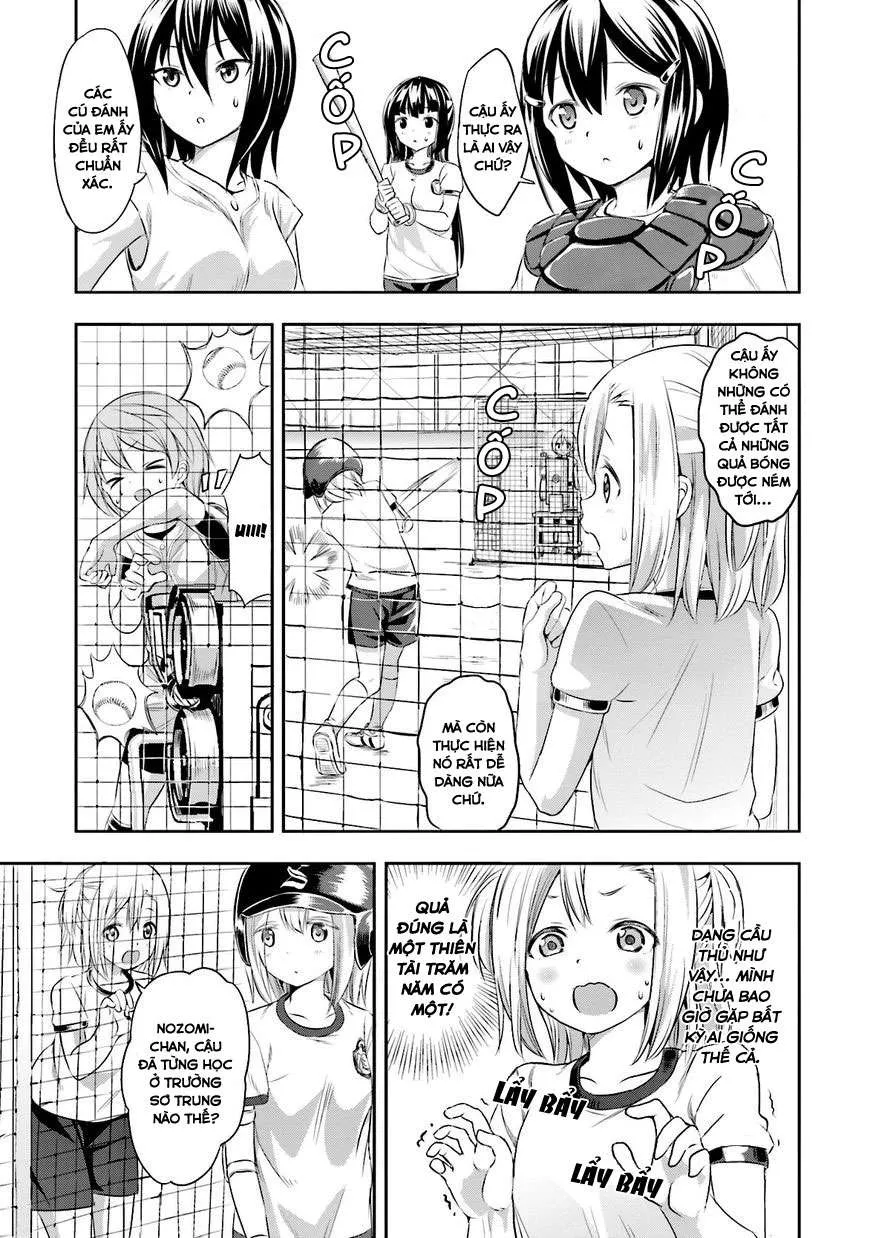 CỐP
CẬU ẤY
THỰC RA
LÀ AI VẬY
CHỨ?
CỐP
CÁC
CÚ ĐÁNH
CỦA EM ẤY
ĐỀU RẤT
CHUẨN
XÁC.
CẬU ẤY
KHÔNG
NHỮNG CÓ
THỂ ĐÁNH
ĐƯỢC TẤT
CẢ NHỮNG
QUẢ BÓNG
ĐƯỢC NÉM
TỚI...
CỐP
MÀ CÒN
THỰC HIỆN
NÓ RẤT DỄ
DÀNG NỮA
CHỨ.
UIII!
DẠNG CẦU
THỦ NHƯ
VẬY... MÌNH
CHƯA BAO
GIỜ GẶP BẤT
KỲ AI GIỐNG
THẾ CẢ.
QUẢ
ĐÚNG LÀ
MỘT THIÊN
TÀI TRĂM
NĂM CÓ
MỘT!
LẨY BẨY
LẨY BẨY
S
NOZOMI-
CHAN, CẬU
ĐÃ TỪNG HỌC
Ở TRƯỜNG
SƠ TRUNG
NÀO THẾ?